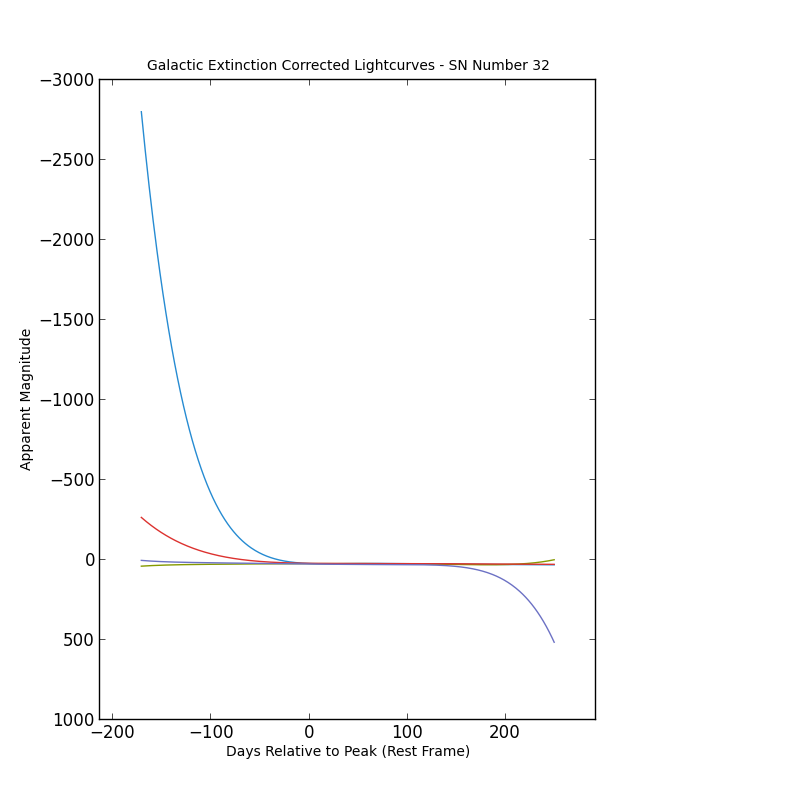 Galactic Extinction Corrected Lightcurves - SN Number 32
−3000
−2500
−2000
−1500
−1000
−500
0
500
1000
Apparent Magnitude
−200 −100 0 100 200
Days Relative to Peak (Rest Frame)